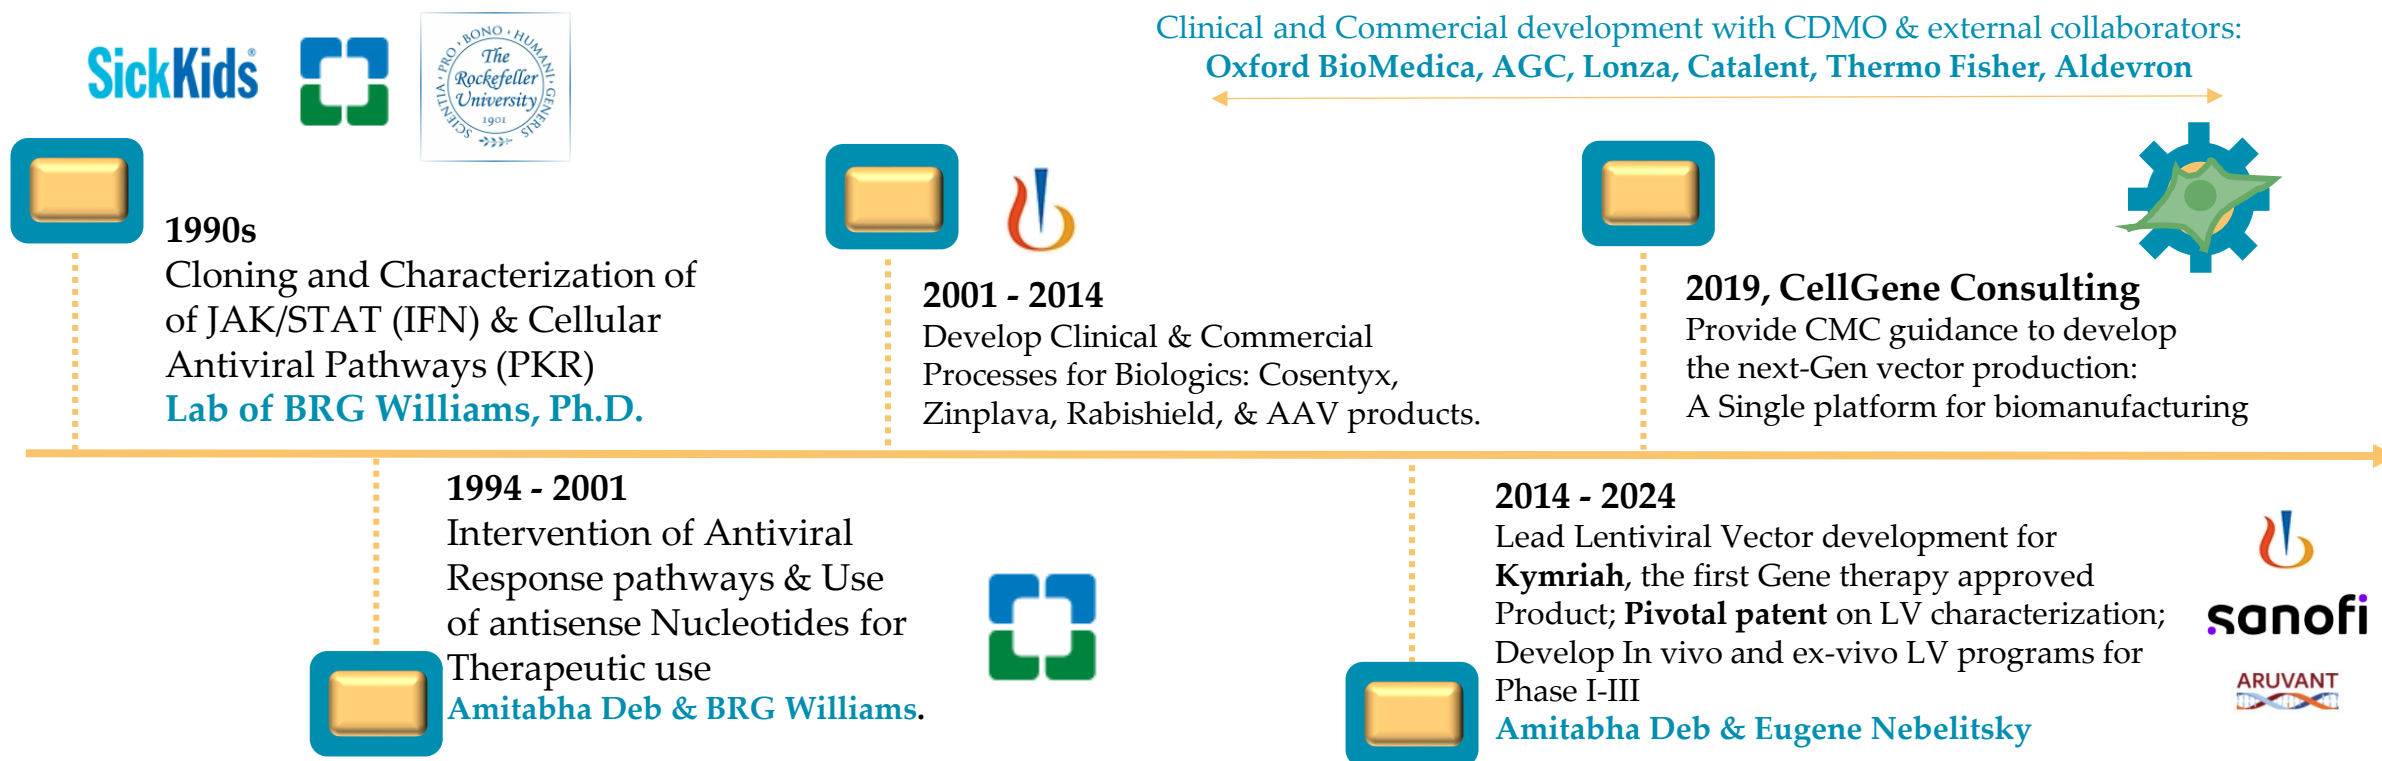 SickKids®
PRO · BONO · HUMANI · GENERIS
SCIENTIA
The
Rockefeller
University
1901
Clinical and Commercial development with CDMO & external collaborators:
Oxford BioMedica, AGC, Lonza, Catalent, Thermo Fisher, Aldevron
1990s
Cloning and Characterization of
of JAK/STAT (IFN) & Cellular
Antiviral Pathways (PKR)
Lab of BRG Williams, Ph.D.
2001 - 2014
Develop Clinical & Commercial
Processes for Biologics: Cosentyx,
Zinplava, Rabishield, & AAV products.
2019, CellGene Consulting
Provide CMC guidance to develop
the next-Gen vector production:
A Single platform for biomanufacturing
1994 - 2001
Intervention of Antiviral
Response pathways & Use
of antisense Nucleotides for
Therapeutic use
Amitabha Deb & BRG Williams.
2014 - 2024
Lead Lentiviral Vector development for
Kymriah, the first Gene therapy approved
Product; Pivotal patent on LV characterization;
Develop In vivo and ex-vivo LV programs for
Phase I-III
Amitabha Deb & Eugene Nebelitsky
sanofi
ARUVANT